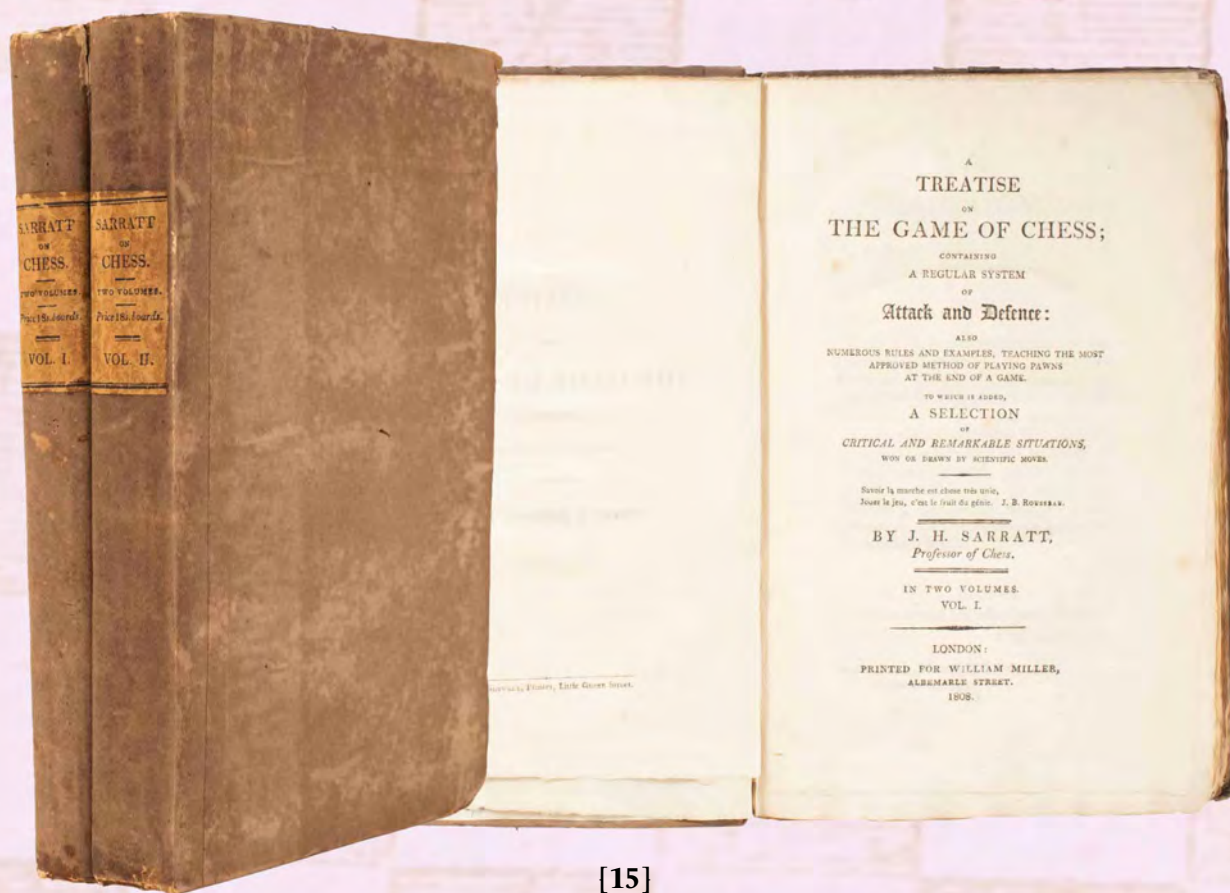 SARRATT
ON
CHESS.
TWO VOLUMES.
Price 18s. boards.
VOL. I.
SARRATT
ON
CHESS.
TWO VOLUMES.
Price 18s. boards.
VOL. II.
Printer, Little Queen Street.
A
TREATISE
ON
THE GAME OF CHESS;
CONTAINING
A REGULAR SYSTEM
OF
Attack and Defence:
ALSO
NUMEROUS RULES AND EXAMPLES, TEACHING THE MOST
APPROVED METHOD OF PLAYING PAWNS
AT THE END OF A GAME.
TO WHICH IS ADDED,
A SELECTION
OF
CRITICAL AND REMARKABLE SITUATIONS,
WON OR DRAWN BY SCIENTIFIC MOVES.
Savoir la marche est chose très unie,
Jouer le jeu, c'est le fruit du génie. J. B. ROUSSEAU.
BY J. H. SARRATT,
Professor of Chess.
IN TWO VOLUMES.
VOL. I.
LONDON:
PRINTED FOR WILLIAM MILLER,
ALBEMARLE STREET.
1808.
[15]